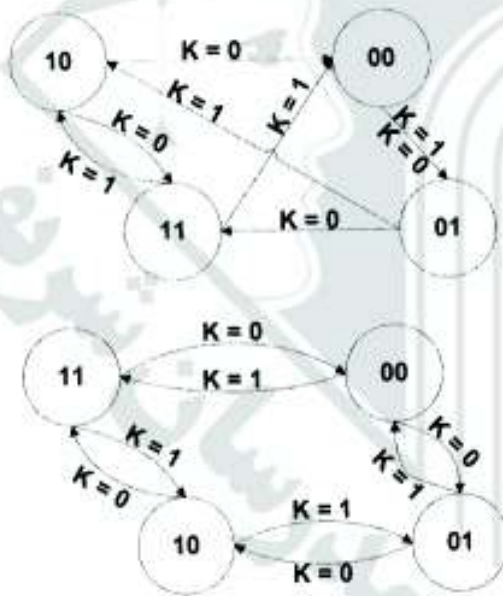 10
K = 0
00
K = 1
K = 1
K = 1
K = 0
K = 0
K = 1
11
K = 0
01
11
K = 0
K = 1
00
K = 1
K = 0
K = 0
K = 1
10
K = 1
K = 0
01